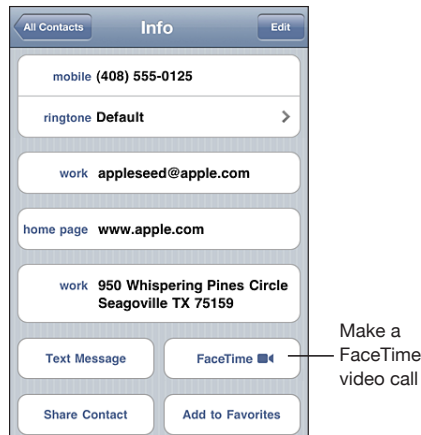 All Contacts Info Edit
mobile (408) 555-0125
ringtone Default
work appleseed@apple.com
home page www.apple.com
work 950 Whispering Pines Circle
Seagoville TX 75159
Text Message FaceTime
Make a
FaceTime
video call
Share Contact Add to Favorites